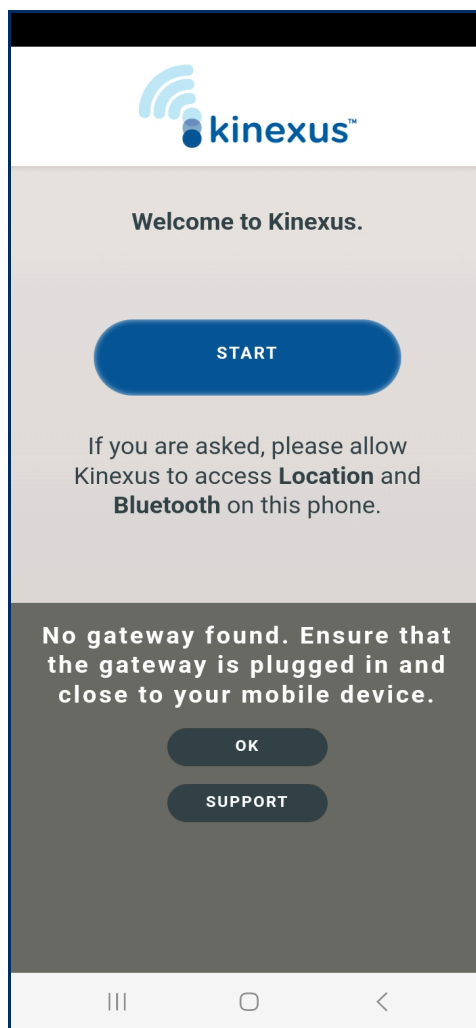 kinexus™
Welcome to Kinexus.
START
If you are asked, please allow
Kinexus to access Location and
Bluetooth on this phone.
No gateway found. Ensure that
the gateway is plugged in and
close to your mobile device.
OK
SUPPORT